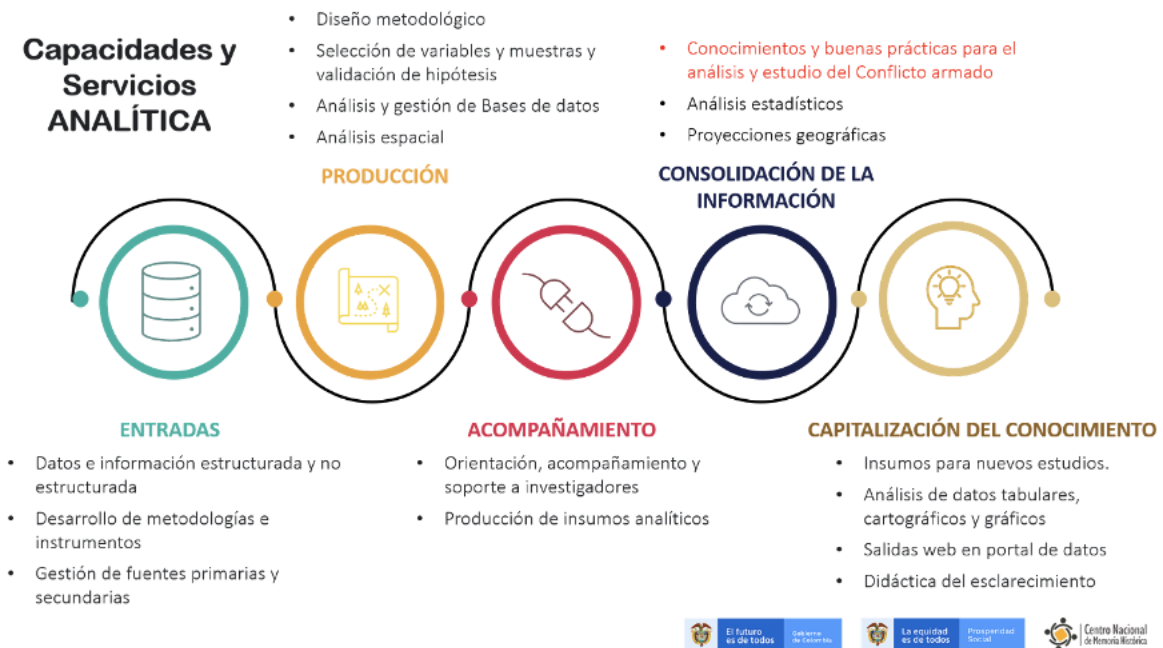 Capacidades y
Servicios
ANALÍTICA
• Diseño metodológico
• Selección de variables y muestras y
validación de hipótesis
• Análisis y gestión de Bases de datos
• Análisis espacial
PRODUCCIÓN
• Conocimientos y buenas prácticas para el
análisis y estudio del Conflicto armado
• Análisis estadísticos
• Proyecciones geográficas
CONSOLIDACIÓN DE LA
INFORMACIÓN
ENTRADAS
• Datos e información estructurada y no
estructurada
• Desarrollo de metodologías e
instrumentos
• Gestión de fuentes primarias y
secundarias
ACOMPAÑAMIENTO
• Orientación, acompañamiento y
soporte a investigadores
• Producción de insumos analíticos
CAPITALIZACIÓN DEL CONOCIMIENTO
• Insumos para nuevos estudios.
• Análisis de datos tabulares,
cartográficos y gráficos
• Salidas web en portal de datos
• Didáctica del esclarecimiento
El futuro
es de todos
Gobierno
de Colombia
La equidad
es de todos
Prosperidad
Social
Centro Nacional
de Memoria Histórica